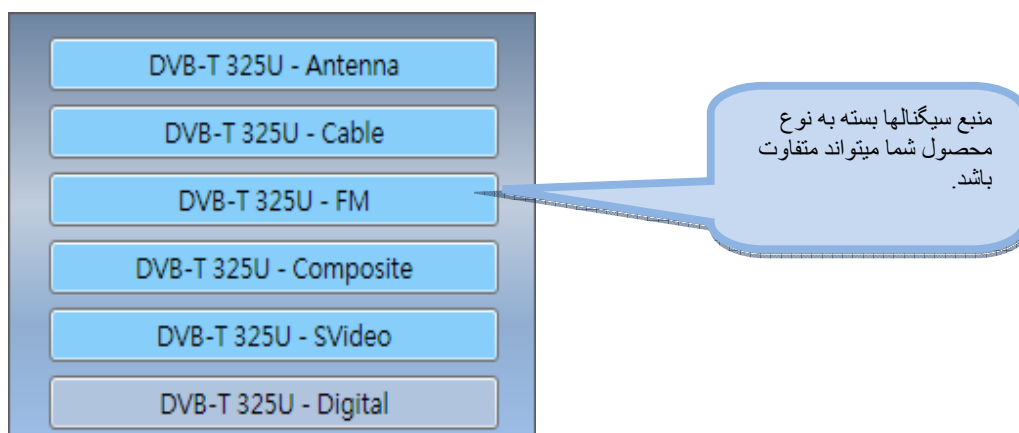 DVB-T 325U - Antenna
DVB-T 325U - Cable
DVB-T 325U - FM
DVB-T 325U - Composite
DVB-T 325U - SVideo
DVB-T 325U - Digital
منبع سیگنالها بسته به نوع
محصول شما میتواند متفاوت
باشد.